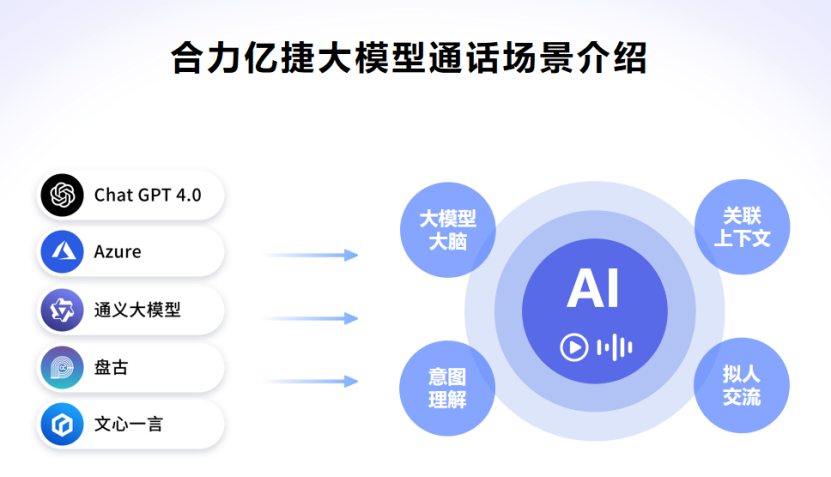 合力亿捷大模型通话场景介绍
Chat GPT 4.0
Azure
通义大模型
盘古
文心一言
大模型
大脑
关联
上下文
AI
意图
理解
拟人
交流